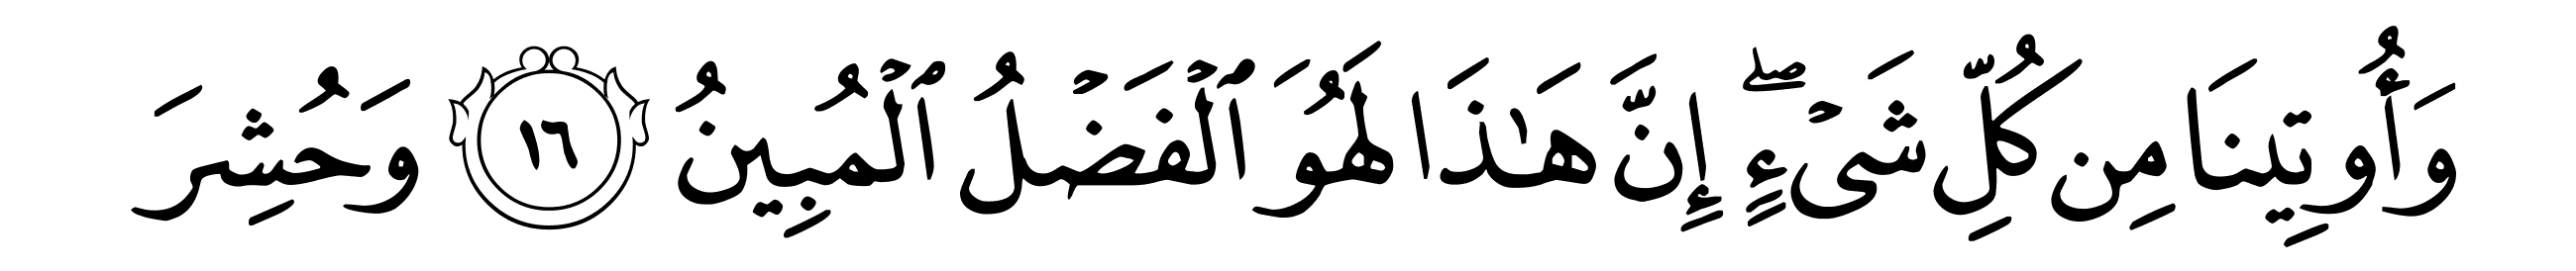 وَأُوتِينَا مِن كُلِّ شَىْءٍ ۖ إِنَّ هَـٰذَا لَهُوَ ٱلْفَضْلُ ٱلْمُبِينُ ١٦ وَحُشِرَ